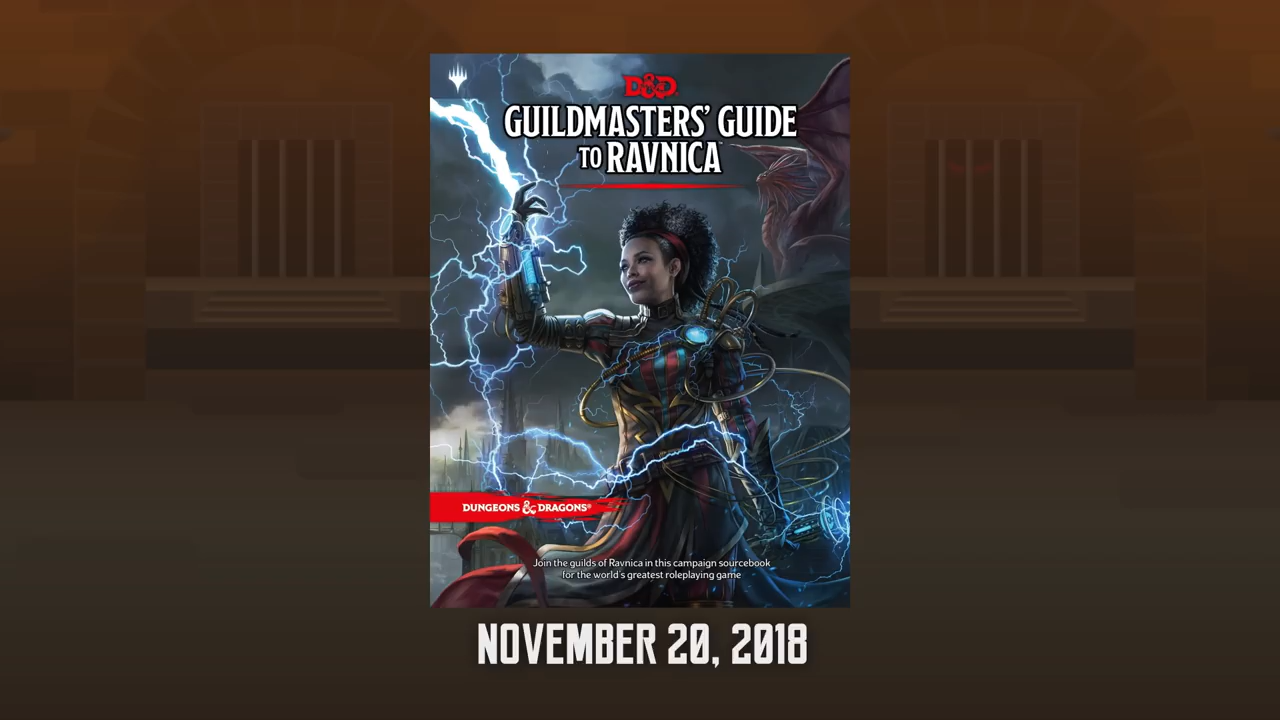 D&D
GUILDMASTERS' GUIDE
TO RAVNICA™
DUNGEONS & DRAGONS®
Join the guilds of Ravnica in this campaign sourcebook
for the world's greatest roleplaying game
NOVEMBER 20, 2018